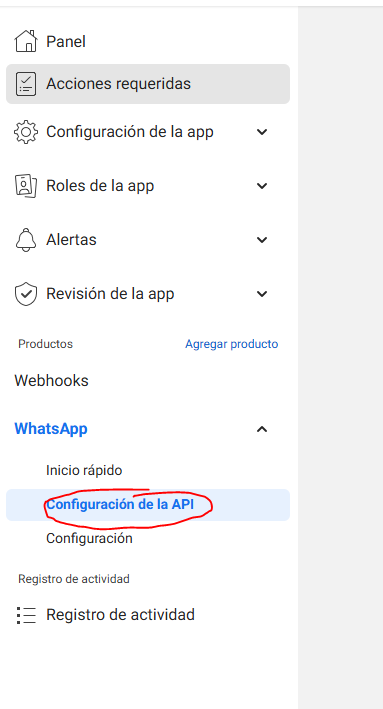 Panel
Acciones requeridas
Configuración de la app
Roles de la app
Alertas
Revisión de la app
Productos Agregar producto
Webhooks
WhatsApp
Inicio rápido
Configuración de la API
Configuración
Registro de actividad
Registro de actividad